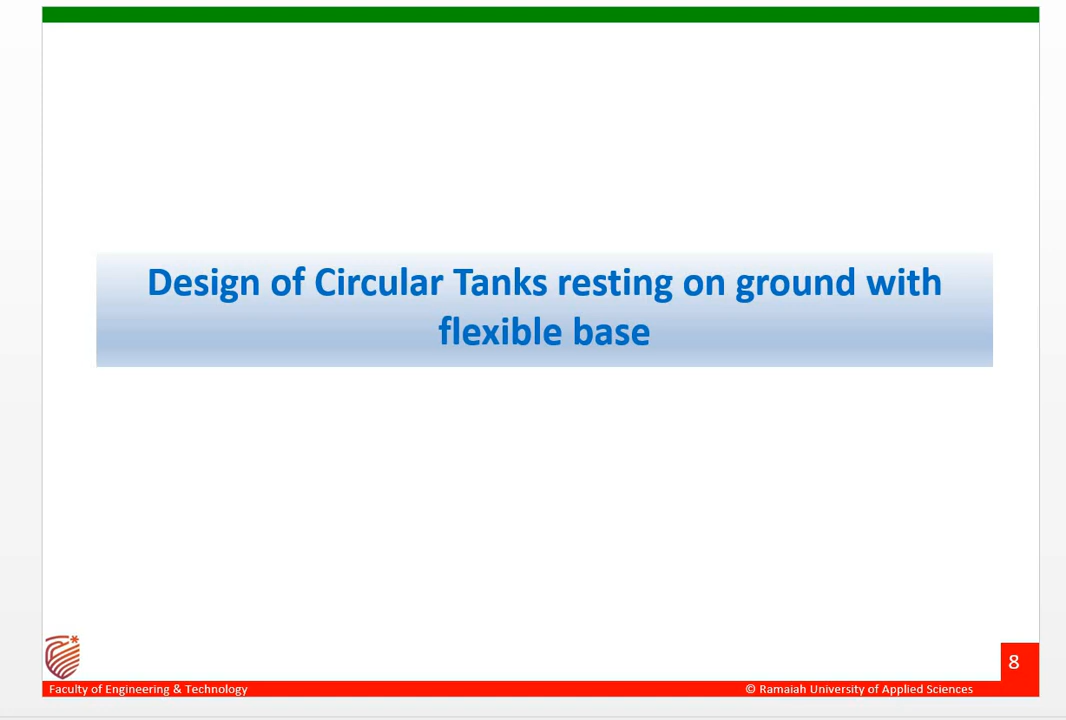 Design of Circular Tanks resting on ground with
flexible base
8
Faculty of Engineering & Technology
© Ramaiah University of Applied Sciences